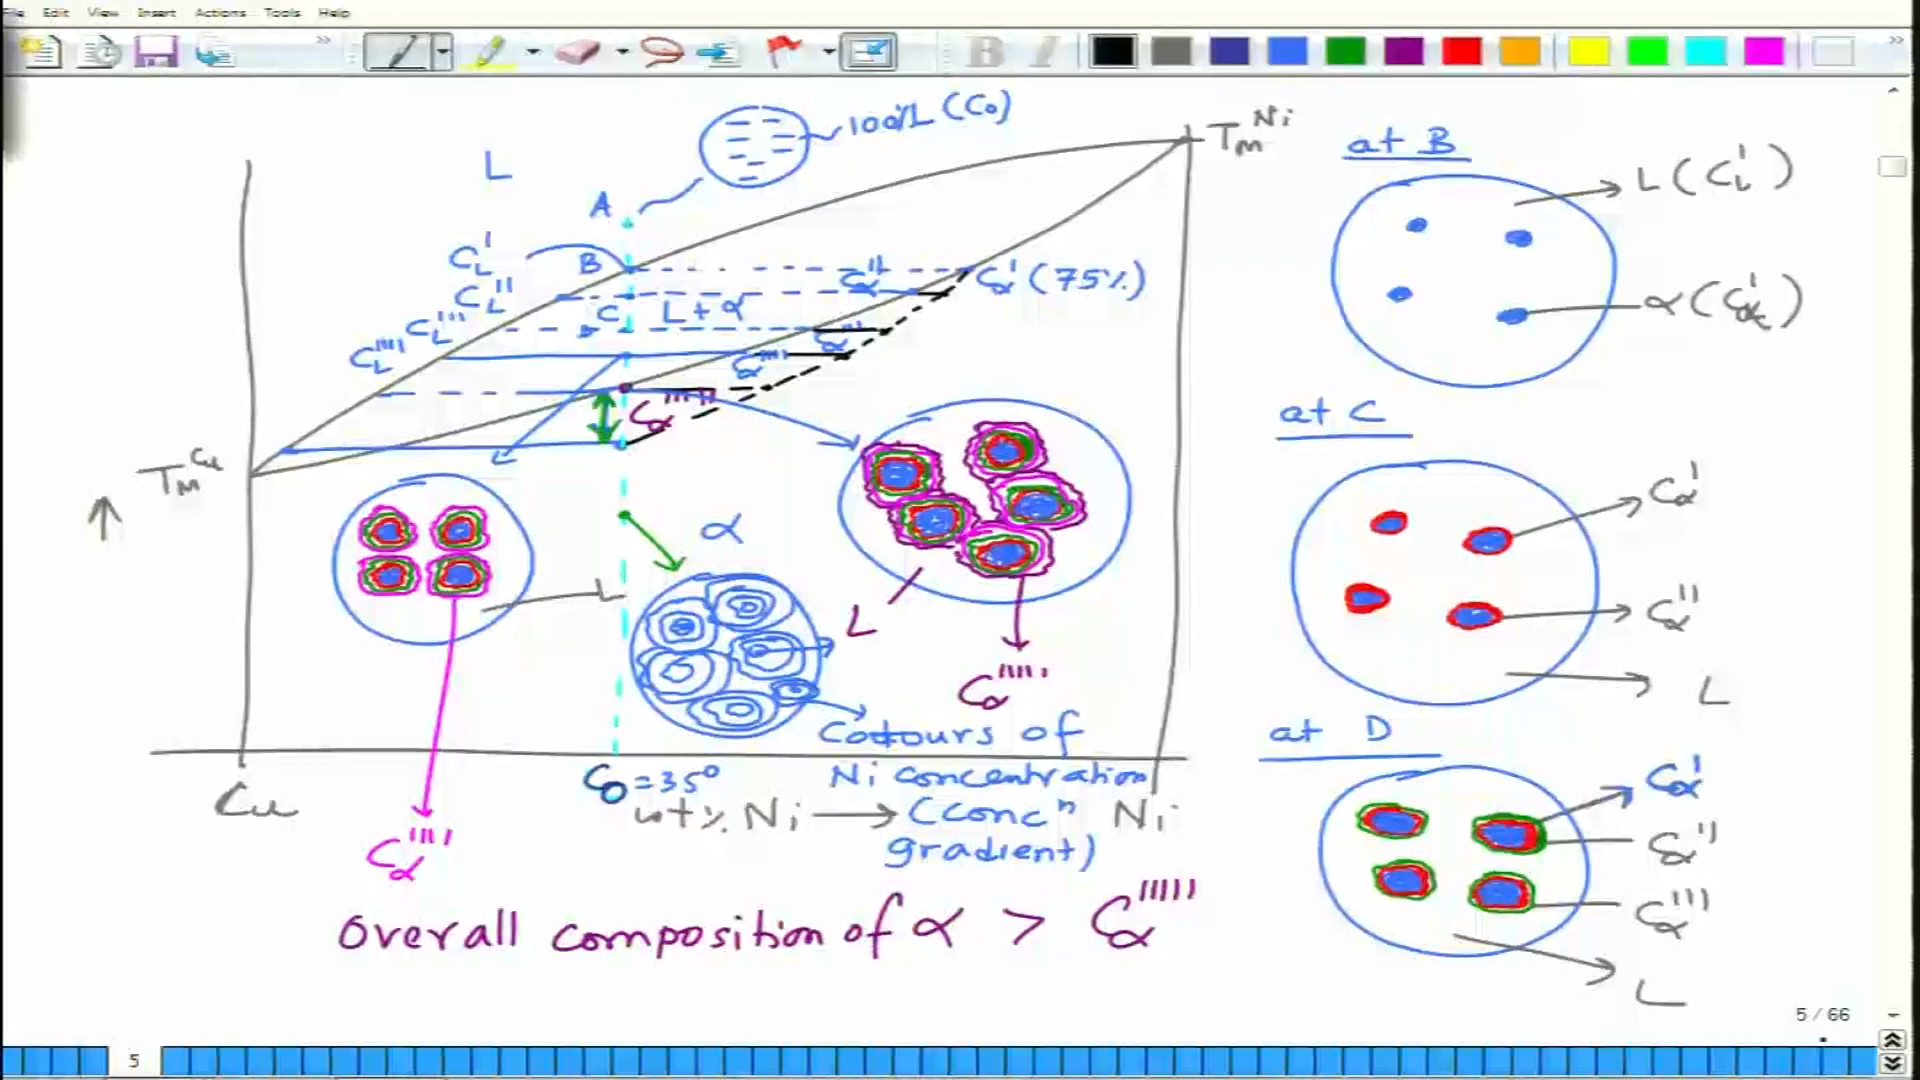 File Edit View Insert Actions Tools Help
B I
100%L (C₀)
T_M^Ni
L
A
C_L'
B
C_α''
C_α' (75%)
C_L''
C
L + α
C_L'''
C_α'''
C_L''''
C_α''''
C_α'''''
T_M^Cu
α
L
L
C_α'''''
Contours of
Ni concentration
(concⁿ
gradient)
C₀ = 35°
wt % Ni →
Cu
Ni
C_α''''
overall composition of α > C_α'''''
at B
L (C_L')
α (C_α')
at C
C_α'
C_α''
L
at D
C_α'
C_α''
C_α'''
L
5 / 66
5